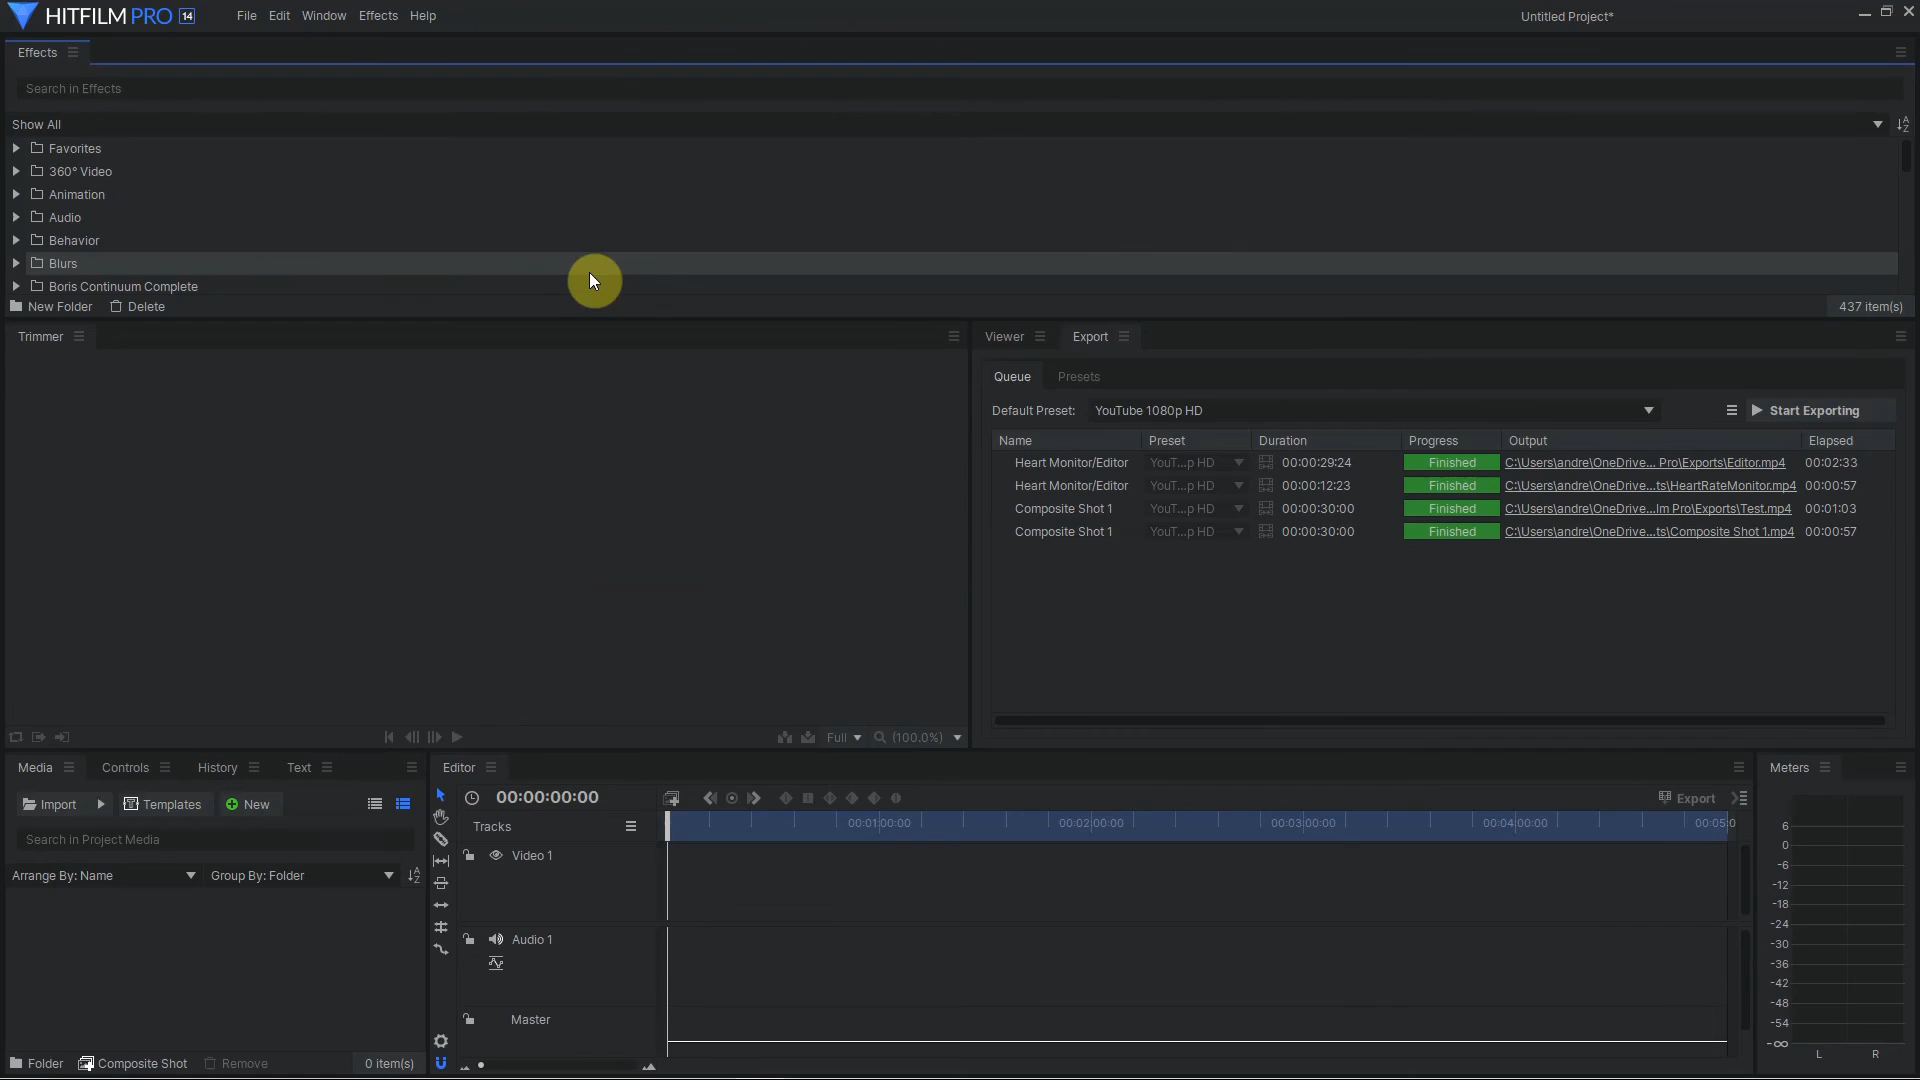 HITFILM PRO 14 File Edit Window Effects Help Untitled Project*
Effects
Search in Effects
Show All
Favorites
360° Video
Animation
Audio
Behavior
Blurs
Boris Continuum Complete
New Folder Delete 437 item(s)
Trimmer
Full (100.0%)
Viewer Export
Queue Presets
Default Preset: YouTube 1080p HD Start Exporting
Name Preset Duration Progress Output Elapsed
Heart Monitor/Editor YouT...p HD 00:00:29:24 Finished C:\Users\andre\OneDrive... Pro\Exports\Editor.mp4 00:02:33
Heart Monitor/Editor YouT...p HD 00:00:12:23 Finished C:\Users\andre\OneDrive...ts\HeartRateMonitor.mp4 00:00:57
Composite Shot 1 YouT...p HD 00:00:30:00 Finished C:\Users\andre\OneDrive...lm Pro\Exports\Test.mp4 00:01:03
Composite Shot 1 YouT...p HD 00:00:30:00 Finished C:\Users\andre\OneDrive...ts\Composite Shot 1.mp4 00:00:57
Media Controls History Text
Import Templates New
Search in Project Media
Arrange By: Name Group By: Folder
Folder Composite Shot Remove 0 item(s)
Editor
00:00:00:00 Export
Tracks 00:01:00:00 00:02:00:00 00:03:00:00 00:04:00:00 00:05:0
Video 1
Audio 1
Master
Meters
6
0
-6
-12
-18
-24
-30
-36
-42
-48
-54
-∞
L R